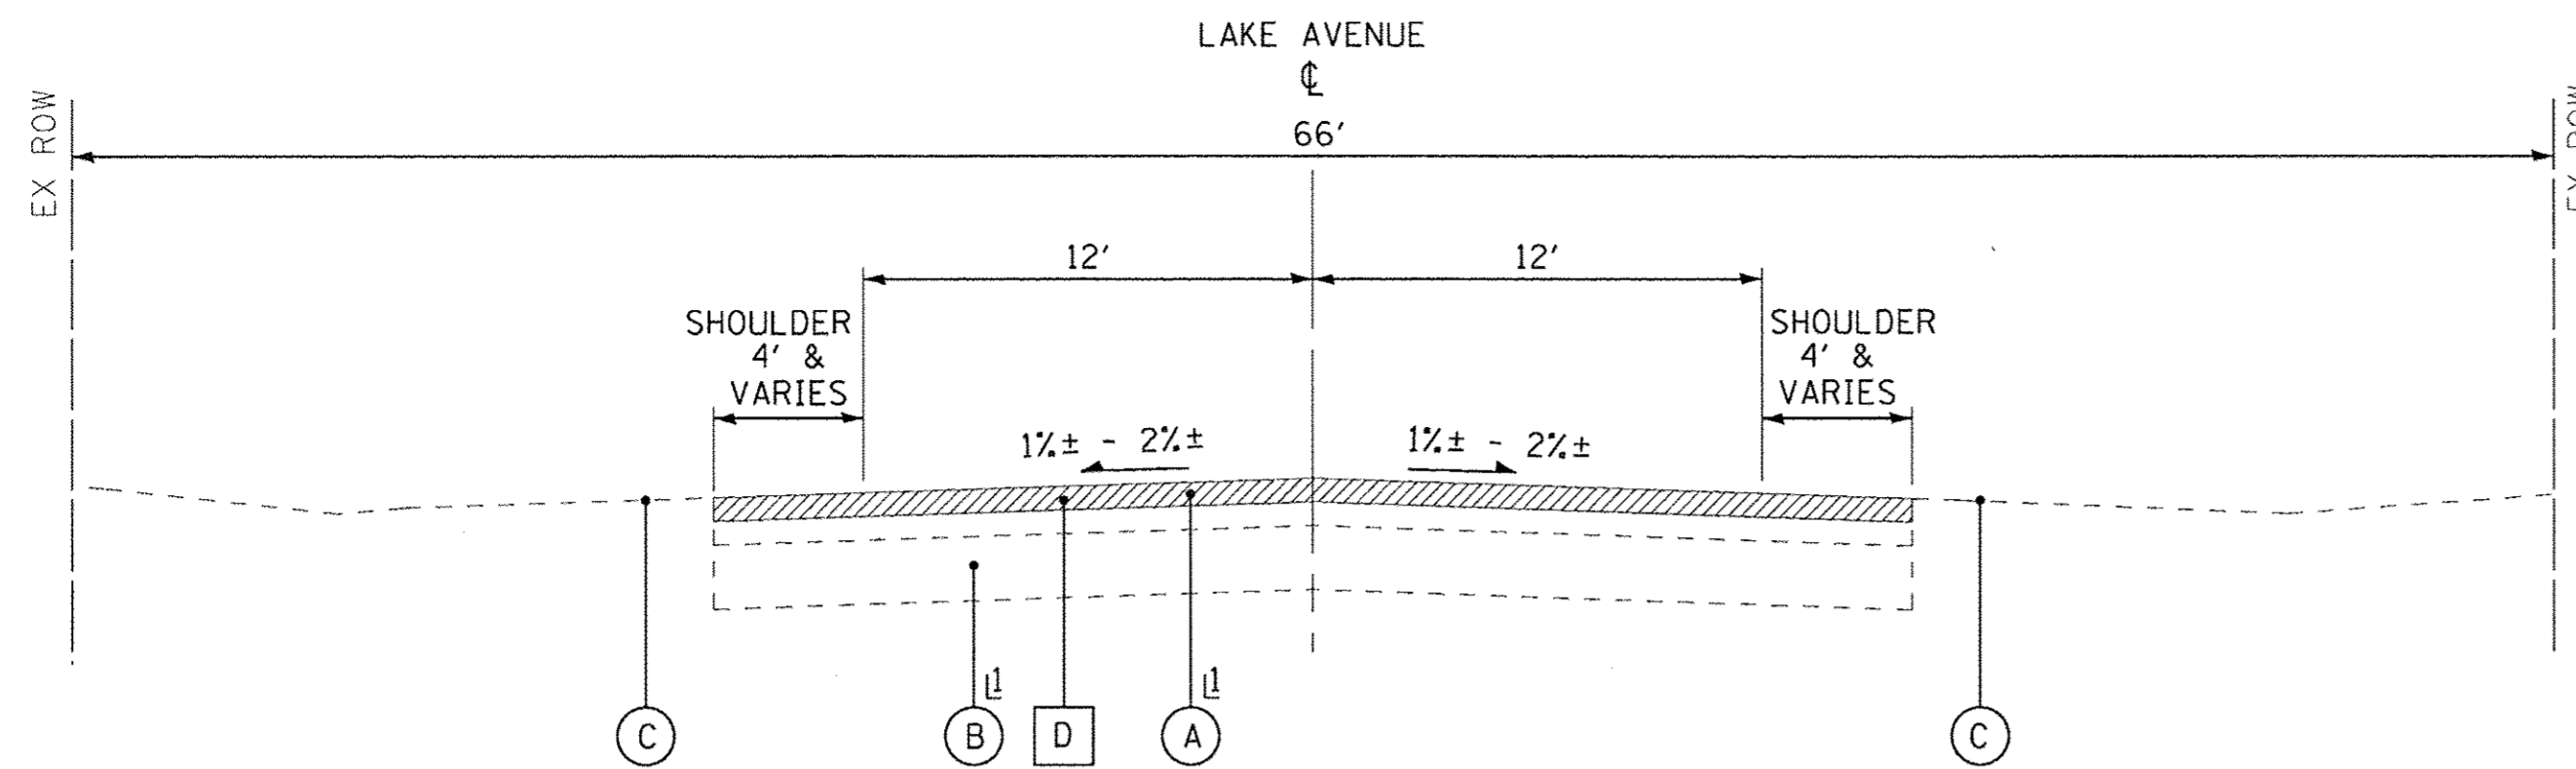 LAKE AVENUE
℄
EX ROW
66'
EX ROW
12'
12'
SHOULDER
4' &
VARIES
SHOULDER
4' &
VARIES
1%± - 2%±
1%± - 2%±
1
1
C
B
D
A
C